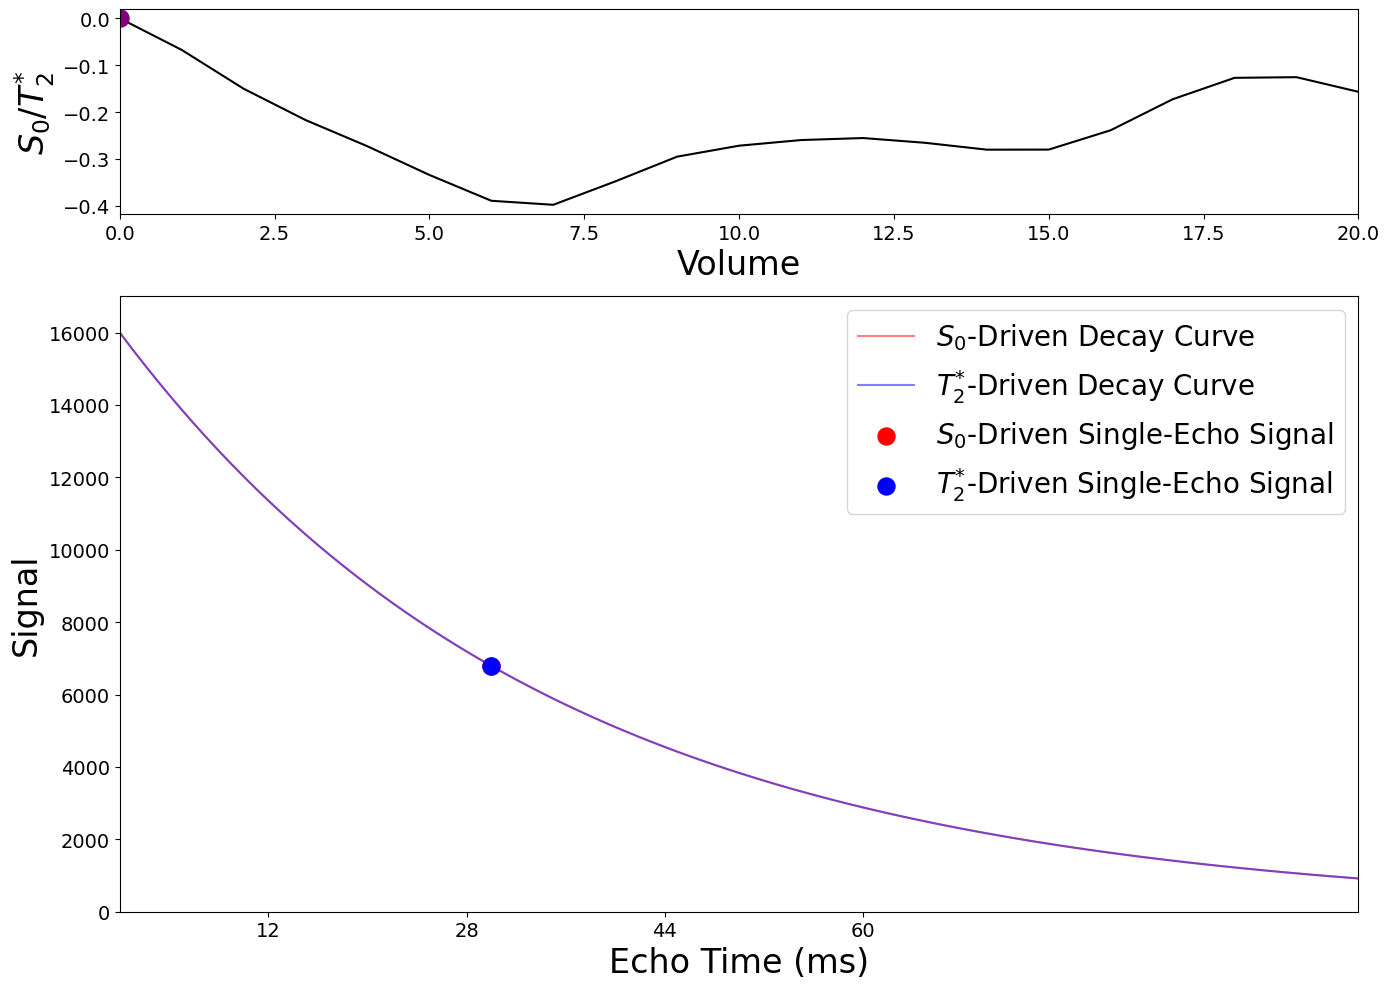 0.0
−0.1
−0.2
−0.3
−0.4
S0/T2*
0.0 2.5 5.0 7.5 10.0 12.5 15.0 17.5 20.0
Volume
16000
14000
12000
10000
8000
6000
4000
2000
0
Signal
S0-Driven Decay Curve
T2*-Driven Decay Curve
S0-Driven Single-Echo Signal
T2*-Driven Single-Echo Signal
12 28 44 60
Echo Time (ms)